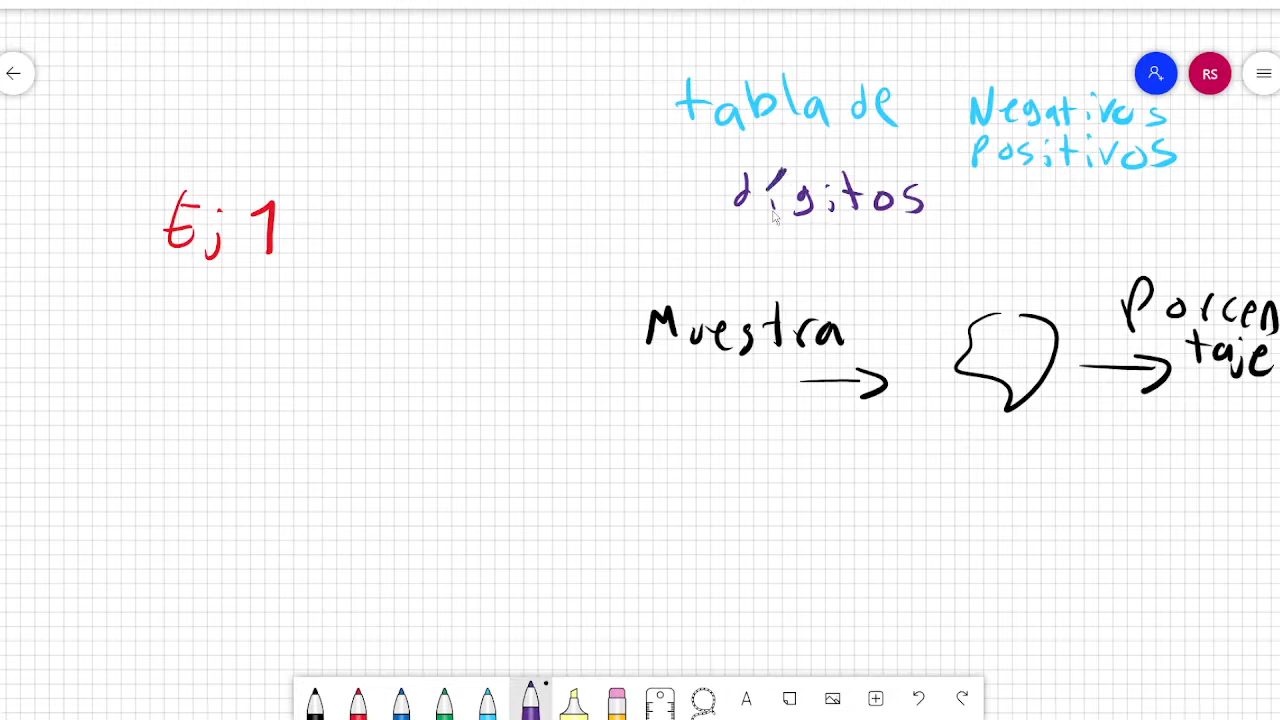 RS
tabla de
Negativos
Positivos
dígitos
Ej 1
Muestra
Porcen
taje
A